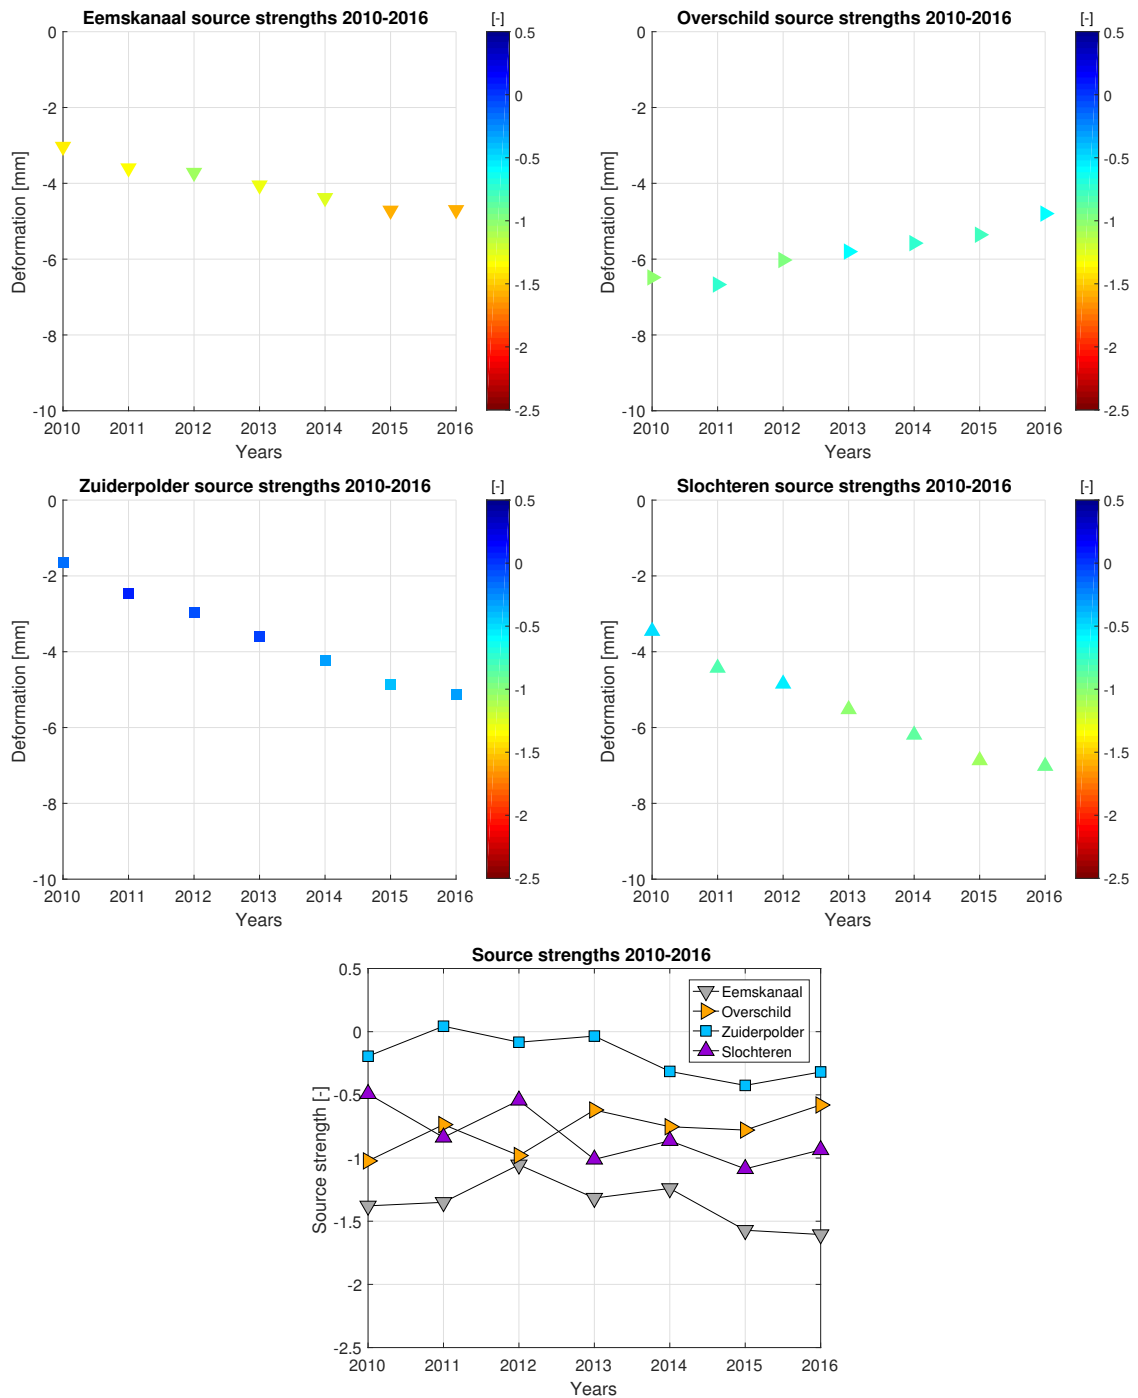 Eemskanaal source strengths 2010-2016
[-]
0
-2
-4
-6
-8
-10
Deformation [mm]
2010 2011 2012 2013 2014 2015 2016
Years
0.5
0
-0.5
-1
-1.5
-2
-2.5
Overschild source strengths 2010-2016
[-]
0
-2
-4
-6
-8
-10
Deformation [mm]
2010 2011 2012 2013 2014 2015 2016
Years
0.5
0
-0.5
-1
-1.5
-2
-2.5
Zuiderpolder source strengths 2010-2016
[-]
0
-2
-4
-6
-8
-10
Deformation [mm]
2010 2011 2012 2013 2014 2015 2016
Years
0.5
0
-0.5
-1
-1.5
-2
-2.5
Slochteren source strengths 2010-2016
[-]
0
-2
-4
-6
-8
-10
Deformation [mm]
2010 2011 2012 2013 2014 2015 2016
Years
0.5
0
-0.5
-1
-1.5
-2
-2.5
Source strengths 2010-2016
0.5
0
-0.5
-1
-1.5
-2
-2.5
Source strength [-]
Eemskanaal
Overschild
Zuiderpolder
Slochteren
2010 2011 2012 2013 2014 2015 2016
Years